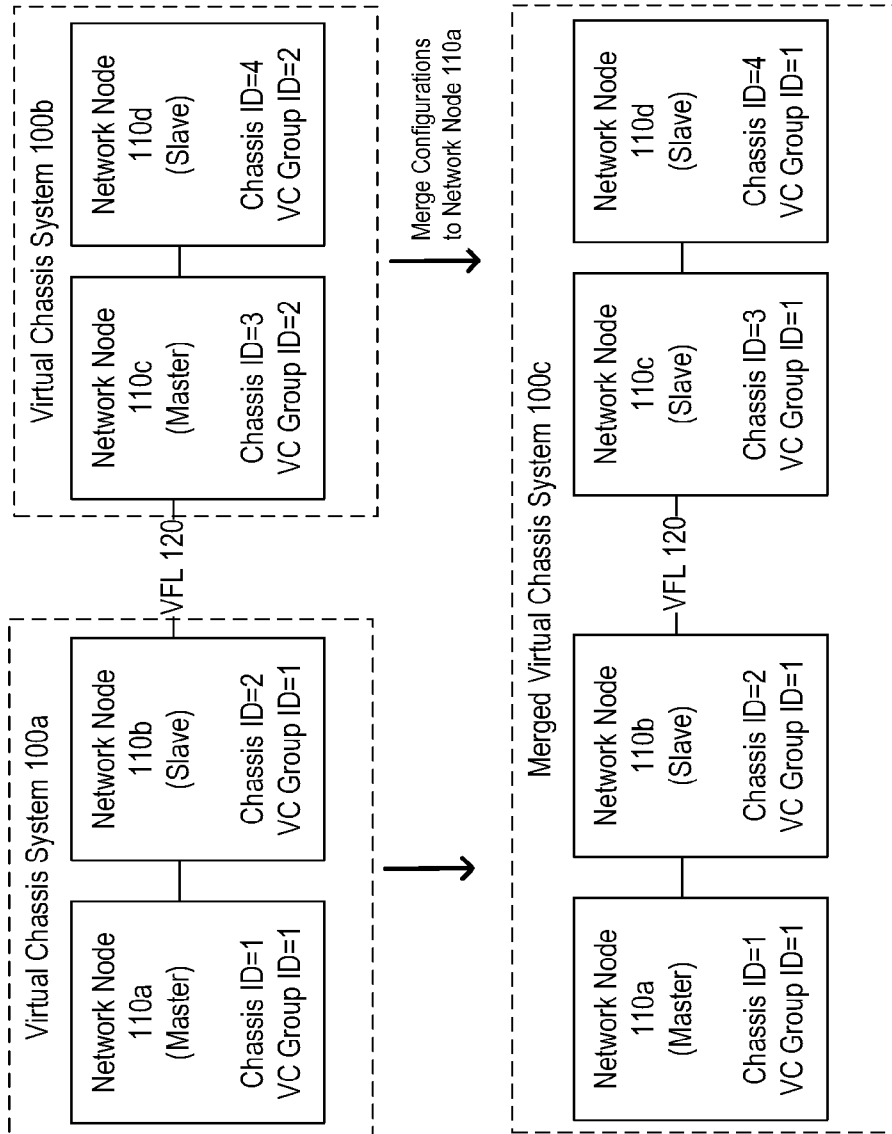 Virtual Chassis System 100a
Network Node
110a
(Master)
Chassis ID=1
VC Group ID=1
Network Node
110b
(Slave)
Chassis ID=2
VC Group ID=1
VFL 120
Virtual Chassis System 100b
Network Node
110c
(Master)
Chassis ID=3
VC Group ID=2
Network Node
110d
(Slave)
Chassis ID=4
VC Group ID=2
Merge Configurations
to Network Node 110a
Merged Virtual Chassis System 100c
Network Node
110a
(Master)
Chassis ID=1
VC Group ID=1
Network Node
110b
(Slave)
Chassis ID=2
VC Group ID=1
VFL 120
Network Node
110c
(Slave)
Chassis ID=3
VC Group ID=1
Network Node
110d
(Slave)
Chassis ID=4
VC Group ID=1